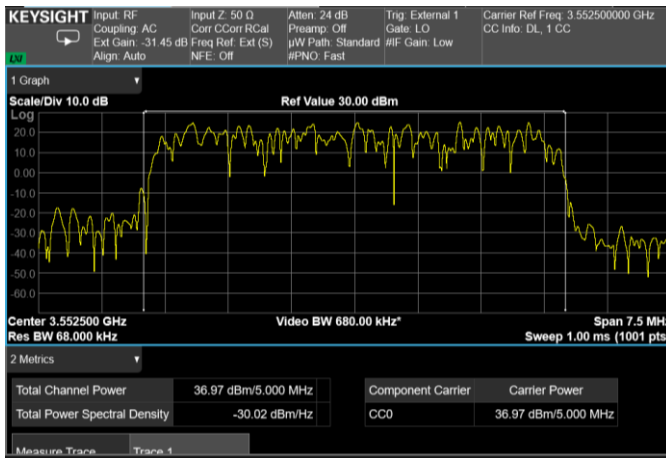 KEYSIGHT Input: RF Input Z: 50 Ω Atten: 24 dB Trig: External 1 Carrier Ref Freq: 3.552500000 GHz
Coupling: AC Corr CCorr RCal Preamp: Off Gate: LO CC Info: DL, 1 CC
Ext Gain: -31.45 dB Freq Ref: Ext (S) µW Path: Standard #IF Gain: Low
Align: Auto NFE: Off #PNO: Fast
LXI
1 Graph
Scale/Div 10.0 dB Ref Value 30.00 dBm
Log
20.0
10.0
0.00
-10.0
-20.0
-30.0
-40.0
-50.0
-60.0
Center 3.552500 GHz Video BW 680.00 kHz* Span 7.5 MHz
Res BW 68.000 kHz Sweep 1.00 ms (1001 pts
2 Metrics
Total Channel Power 36.97 dBm/5.000 MHz Component Carrier Carrier Power
Total Power Spectral Density -30.02 dBm/Hz CC0 36.97 dBm/5.000 MHz
Measure Trace Trace 1